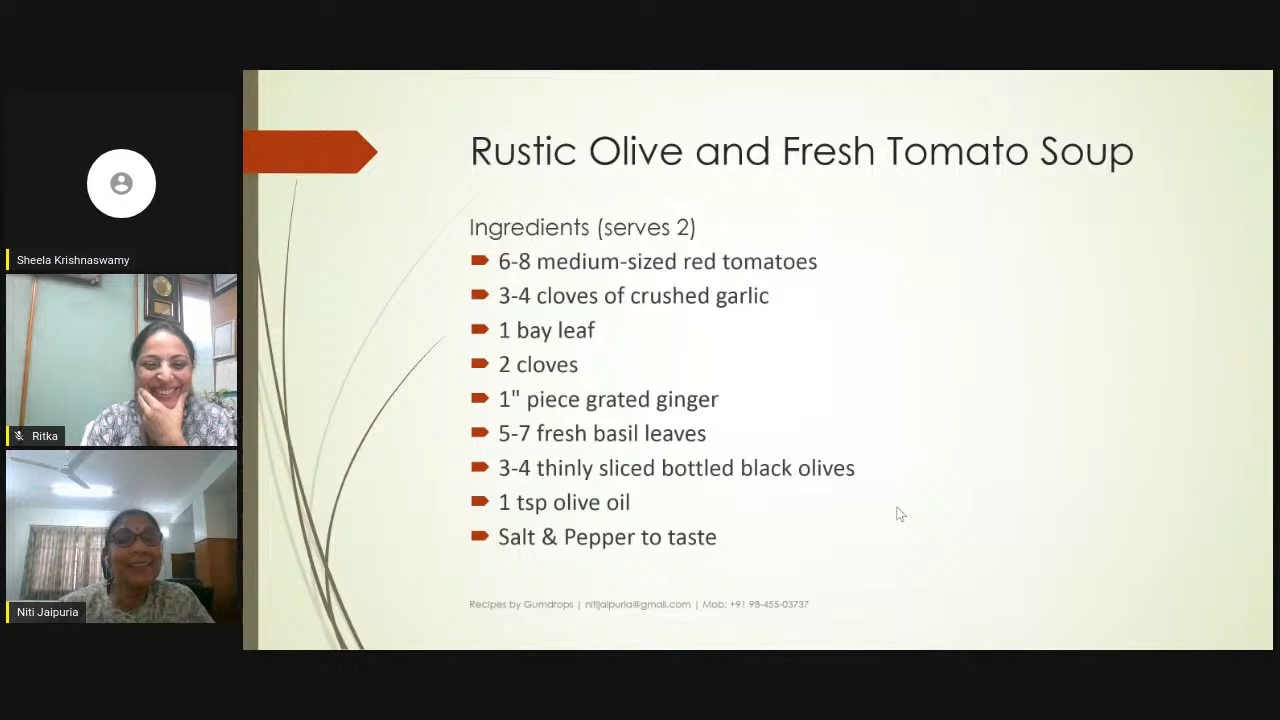 Rustic Olive and Fresh Tomato Soup
Ingredients (serves 2)
6-8 medium-sized red tomatoes
3-4 cloves of crushed garlic
1 bay leaf
2 cloves
1" piece grated ginger
5-7 fresh basil leaves
3-4 thinly sliced bottled black olives
1 tsp olive oil
Salt & Pepper to taste
Recipes by Gumdrops | nitijaipuria@gmail.com | Mob: +91 98-455-03737
Sheela Krishnaswamy
Ritka
Niti Jaipuria